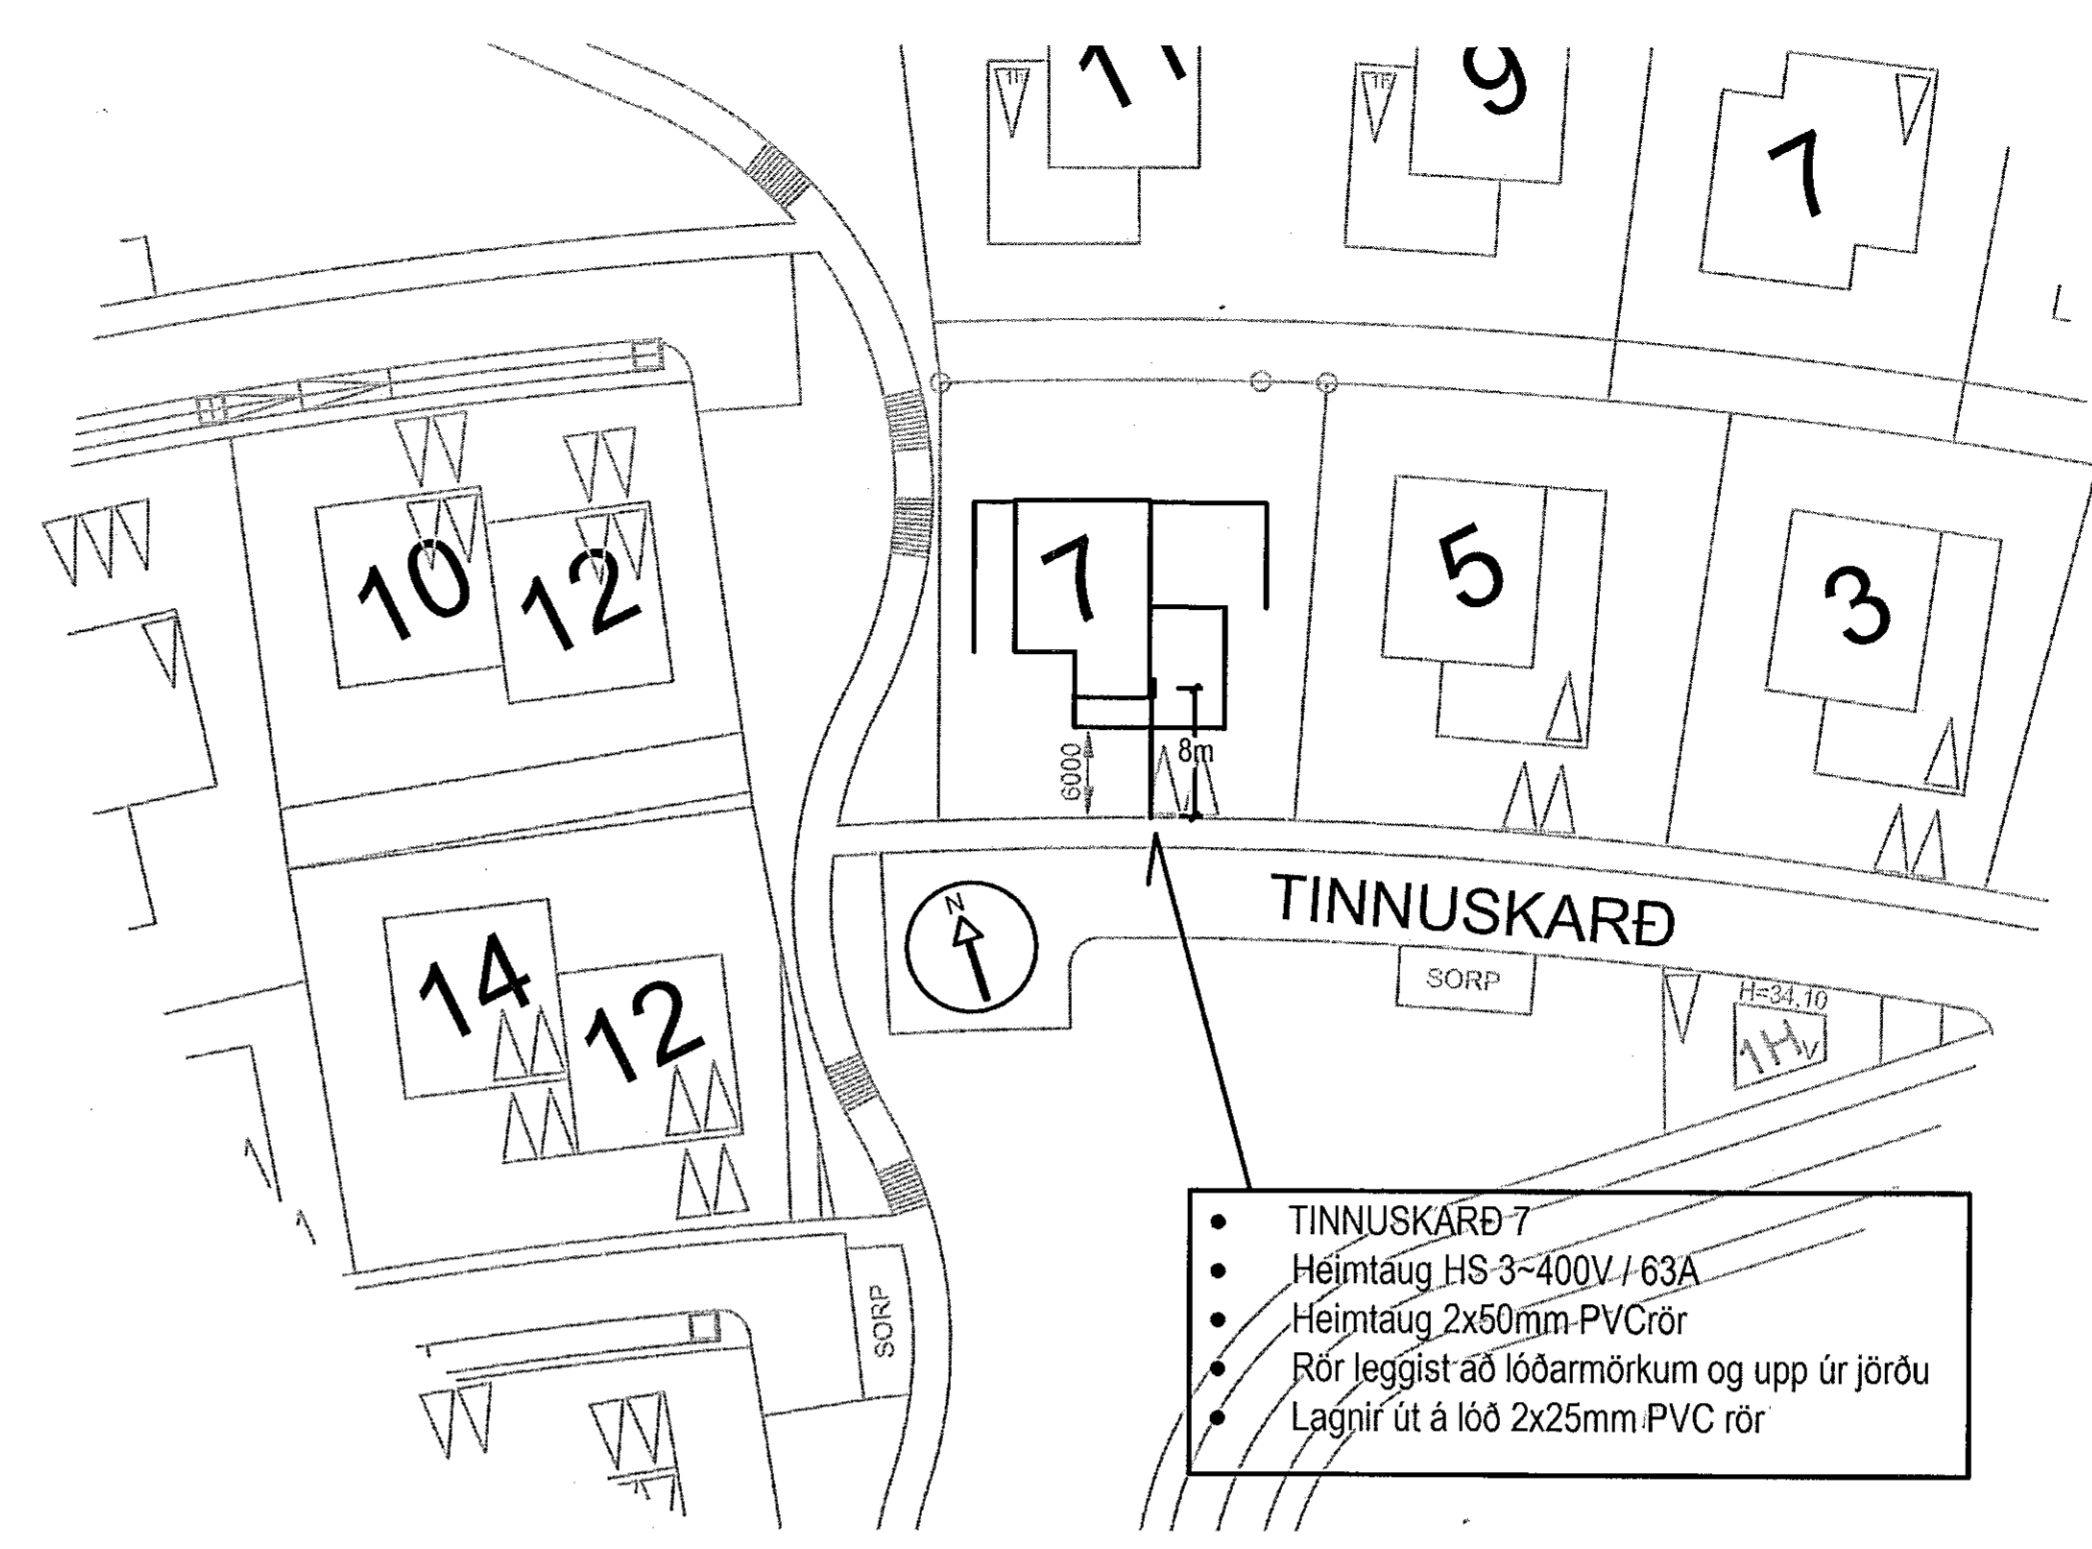 11
9
7
1F
1F
10
12
7
5
3
6000
8m
TINNUSKARÐ
N
14
12
SORP
H=34,10
1Hv
SORP
TINNUSKARÐ 7
Heimtaug HS 3~400V / 63A
Heimtaug 2x50mm PVCrör
Rör leggist að lóðarmörkum og upp úr jörðu
Lagnir út á lóð 2x25mm PVC rör